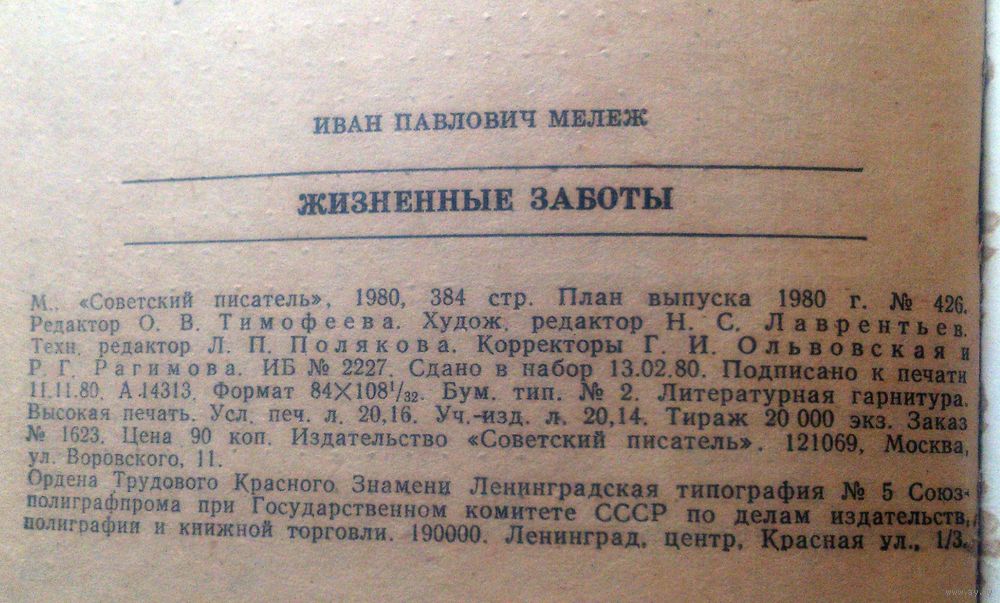 ИВАН ПАВЛОВИЧ МЕЛЕЖ
ЖИЗНЕННЫЕ ЗАБОТЫ
М., «Советский писатель», 1980, 384 стр. План выпуска 1980 г. № 426.
Редактор О. В. Тимофеева. Худож. редактор Н. С. Лаврентьев.
Техн. редактор Л. П. Полякова. Корректоры Г. И. Ольвовская и
Р. Г. Рагимова. ИБ № 2227. Сдано в набор 13.02.80. Подписано к печати
11.11.80. А 14313. Формат 84×108¹/₃₂. Бум. тип. № 2. Литературная гарнитура.
Высокая печать. Усл. печ. л. 20,16. Уч.-изд. л. 20,14. Тираж 20 000 экз. Заказ
№ 1623. Цена 90 коп. Издательство «Советский писатель». 121069, Москва,
ул. Воровского, 11.
Ордена Трудового Красного Знамени Ленинградская типография № 5 Союз-
полиграфпрома при Государственном комитете СССР по делам издательств,
полиграфии и книжной торговли. 190000. Ленинград, центр, Красная ул., 1/3.
www.ay.by